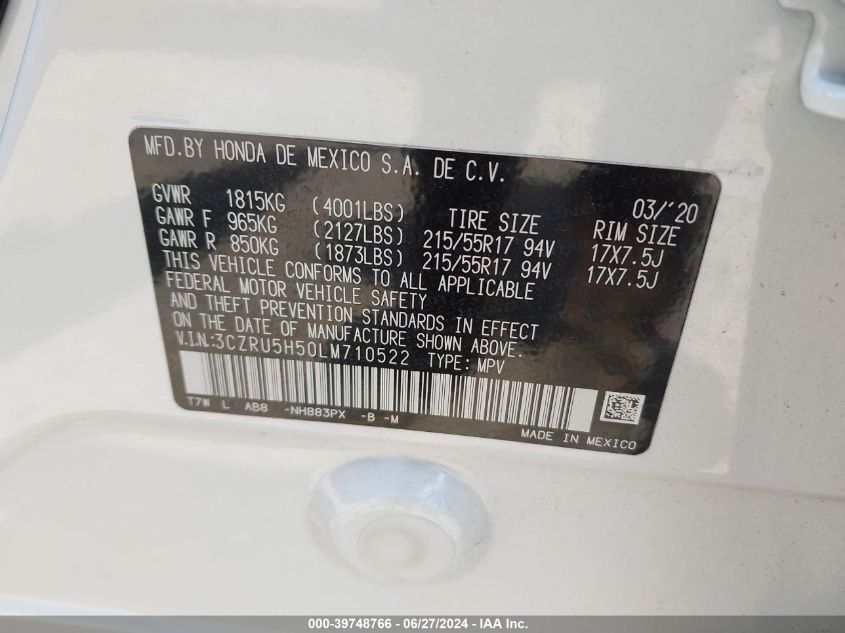 MFD.BY HONDA DE MEXICO S.A. DE C.V.
03/'20
GVWR 1815KG (4001LBS) TIRE SIZE RIM SIZE
GAWR F 965KG (2127LBS) 215/55R17 94V 17X7.5J
GAWR R 850KG (1873LBS) 215/55R17 94V 17X7.5J
THIS VEHICLE CONFORMS TO ALL APPLICABLE
FEDERAL MOTOR VEHICLE SAFETY
AND THEFT PREVENTION STANDARDS IN EFFECT
ON THE DATE OF MANUFACTURE SHOWN ABOVE.
V.I.N.:3CZRU5H50LM710522 TYPE: MPV
T7W L AB8 -NH883PX -B -M
MADE IN MEXICO
000-39748766 - 06/27/2024 - IAA Inc.